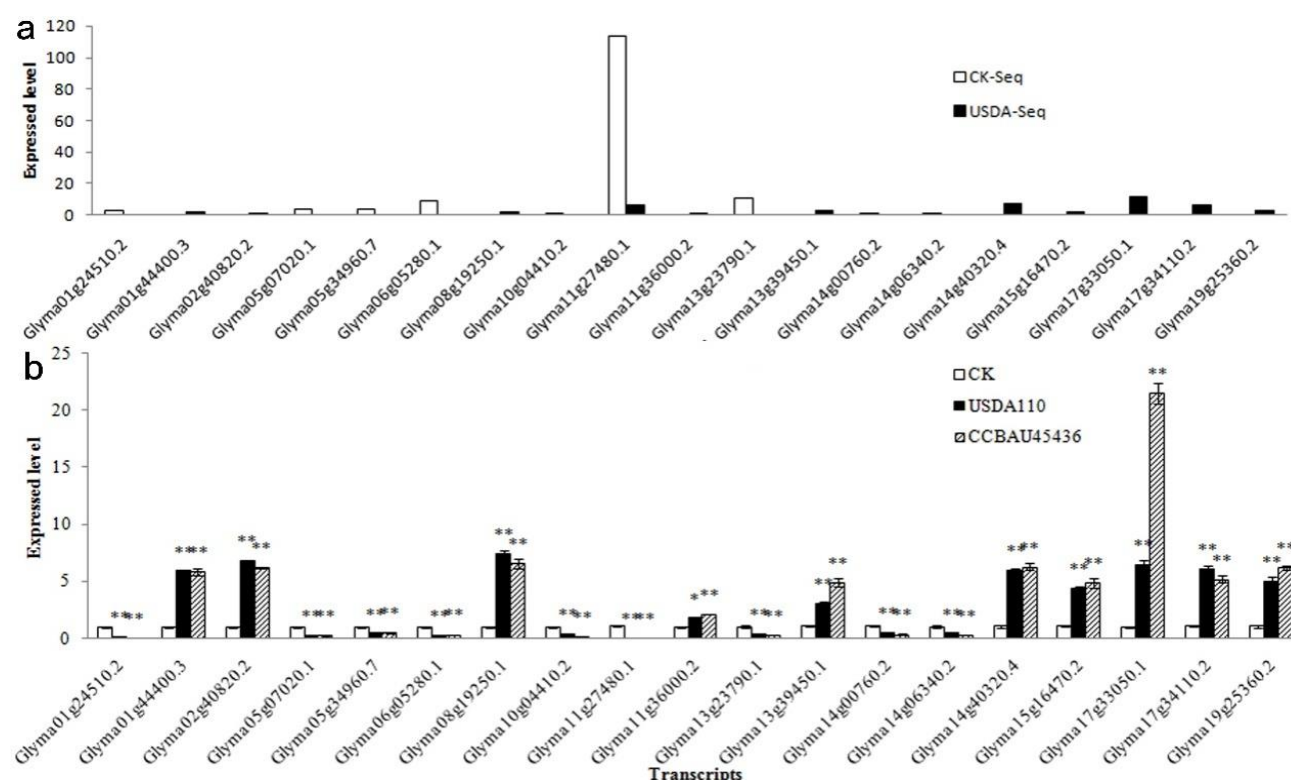 a
120
100
80
60
40
20
0
Expressed level
CK-Seq
USDA-Seq
Glyma01g24510.2
Glyma01g44400.3
Glyma02g40820.2
Glyma05g07020.1
Glyma05g34960.7
Glyma06g05280.1
Glyma08g19250.1
Glyma10g04410.2
Glyma11g27480.1
Glyma11g36000.2
Glyma13g23790.1
Glyma13g39450.1
Glyma14g00760.2
Glyma14g06340.2
Glyma14g40320.4
Glyma15g16470.2
Glyma17g33050.1
Glyma17g34110.2
Glyma19g25360.2
b
25
20
15
10
5
0
Expressed level
CK
USDA110
CCBAU45436
** ** ** ** ** ** ** ** ** ** ** ** ** ** ** ** ** ** * ** ** ** ** ** ** ** ** ** ** ** ** ** ** ** ** ** ** **
Glyma01g24510.2
Glyma01g44400.3
Glyma02g40820.2
Glyma05g07020.1
Glyma05g34960.7
Glyma06g05280.1
Glyma08g19250.1
Glyma10g04410.2
Glyma11g27480.1
Glyma11g36000.2
Glyma13g23790.1
Glyma13g39450.1
Glyma14g00760.2
Glyma14g06340.2
Glyma14g40320.4
Glyma15g16470.2
Glyma17g33050.1
Glyma17g34110.2
Glyma19g25360.2
Transcripts